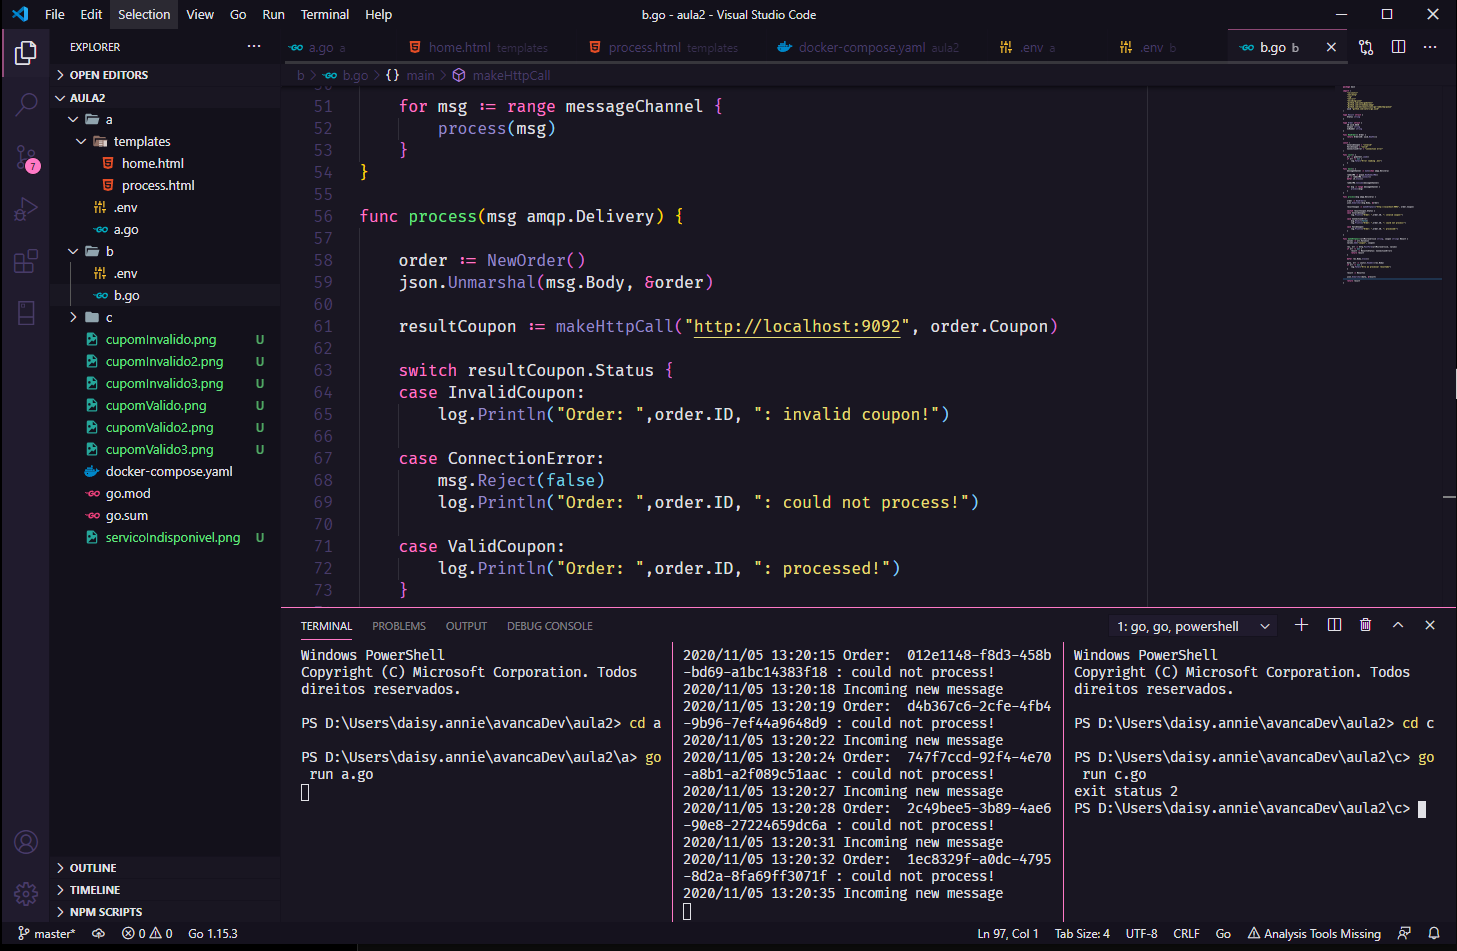 File Edit Selection View Go Run Terminal Help
b.go - aula2 - Visual Studio Code
EXPLORER
a.go a
home.html templates
process.html templates
docker-compose.yaml aula2
.env a
.env b
b.go b
OPEN EDITORS
AULA2
a
templates
home.html
process.html
.env
a.go
b
.env
b.go
c
cupomInvalido.png U
cupomInvalido2.png U
cupomInvalido3.png U
cupomValido.png U
cupomValido2.png U
cupomValido3.png U
docker-compose.yaml
go.mod
go.sum
servicoIndisponivel.png U
OUTLINE
TIMELINE
NPM SCRIPTS
7
b > b.go > {} main > makeHttpCall
50
51 for msg := range messageChannel {
52 process(msg)
53 }
54 }
55
56 func process(msg amqp.Delivery) {
57
58 order := NewOrder()
59 json.Unmarshal(msg.Body, &order)
60
61 resultCoupon := makeHttpCall("http://localhost:9092", order.Coupon)
62
63 switch resultCoupon.Status {
64 case InvalidCoupon:
65 log.Println("Order: ",order.ID, ": invalid coupon!")
66
67 case ConnectionError:
68 msg.Reject(false)
69 log.Println("Order: ",order.ID, ": could not process!")
70
71 case ValidCoupon:
72 log.Println("Order: ",order.ID, ": processed!")
73 }
TERMINAL PROBLEMS OUTPUT DEBUG CONSOLE
1: go, go, powershell
Windows PowerShell
Copyright (C) Microsoft Corporation. Todos
direitos reservados.
PS D:\Users\daisy.annie\avancaDev\aula2> cd a
PS D:\Users\daisy.annie\avancaDev\aula2\a> go
run a.go
2020/11/05 13:20:15 Order:  012e1148-f8d3-458b
-bd69-a1bc14383f18 : could not process!
2020/11/05 13:20:18 Incoming new message
2020/11/05 13:20:19 Order:  d4b367c6-2cfe-4fb4
-9b96-7ef44a9648d9 : could not process!
2020/11/05 13:20:22 Incoming new message
2020/11/05 13:20:24 Order:  747f7ccd-92f4-4e70
-a8b1-a2f089c51aac : could not process!
2020/11/05 13:20:27 Incoming new message
2020/11/05 13:20:28 Order:  2c49bee5-3b89-4ae6
-90e8-27224659dc6a : could not process!
2020/11/05 13:20:31 Incoming new message
2020/11/05 13:20:32 Order:  1ec8329f-a0dc-4795
-8d2a-8fa69ff3071f : could not process!
2020/11/05 13:20:35 Incoming new message
Windows PowerShell
Copyright (C) Microsoft Corporation. Todos
direitos reservados.
PS D:\Users\daisy.annie\avancaDev\aula2> cd c
PS D:\Users\daisy.annie\avancaDev\aula2\c> go
run c.go
exit status 2
PS D:\Users\daisy.annie\avancaDev\aula2\c>
master* 0 0 Go 1.15.3
Ln 97, Col 1 Tab Size: 4 UTF-8 CRLF Go Analysis Tools Missing